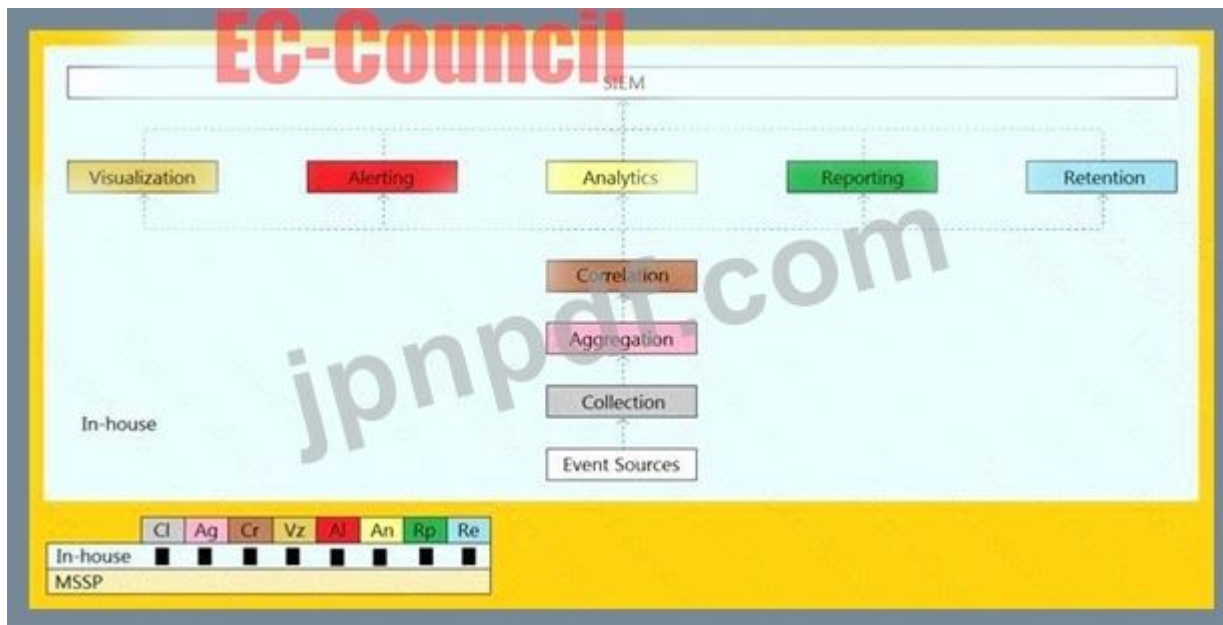 EC-Council
SIEM
Visualization Alerting Analytics Reporting Retention
Correlation
Aggregation
jpnpdf.com
Collection
In-house
Event Sources
Cl Ag Cr Vz Al An Rp Re
In-house
MSSP